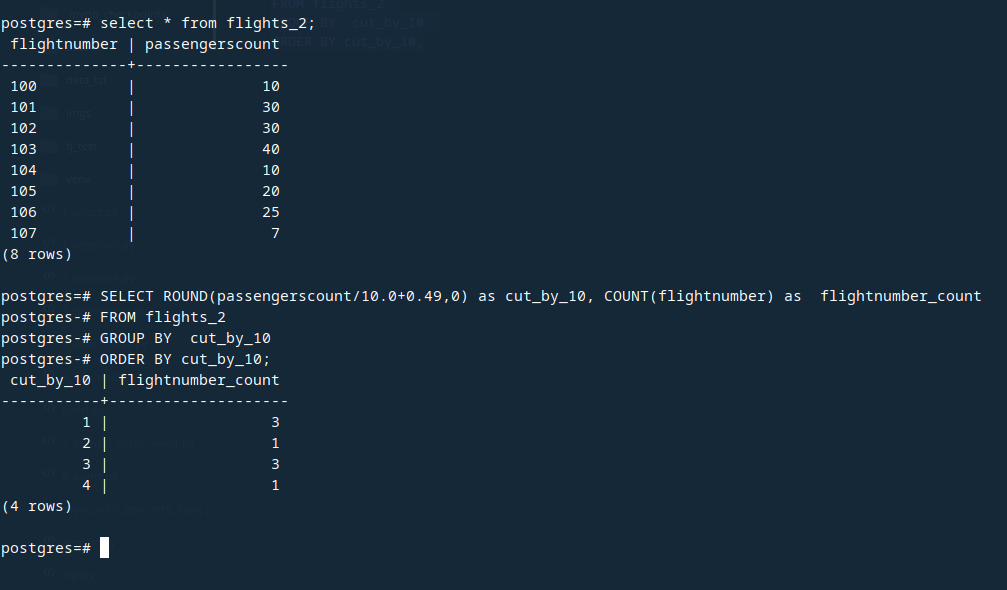 postgres=# select * from flights_2;
 flightnumber | passengerscount
--------------+-----------------
 100          |              10
 101          |              30
 102          |              30
 103          |              40
 104          |              10
 105          |              20
 106          |              25
 107          |               7
(8 rows)
postgres=# SELECT ROUND(passengerscount/10.0+0.49,0) as cut_by_10, COUNT(flightnumber) as  flightnumber_count
postgres-# FROM flights_2
postgres-# GROUP BY  cut_by_10
postgres-# ORDER BY cut_by_10;
 cut_by_10 | flightnumber_count
-----------+--------------------
         1 |                  3
         2 |                  1
         3 |                  3
         4 |                  1
(4 rows)
postgres=#